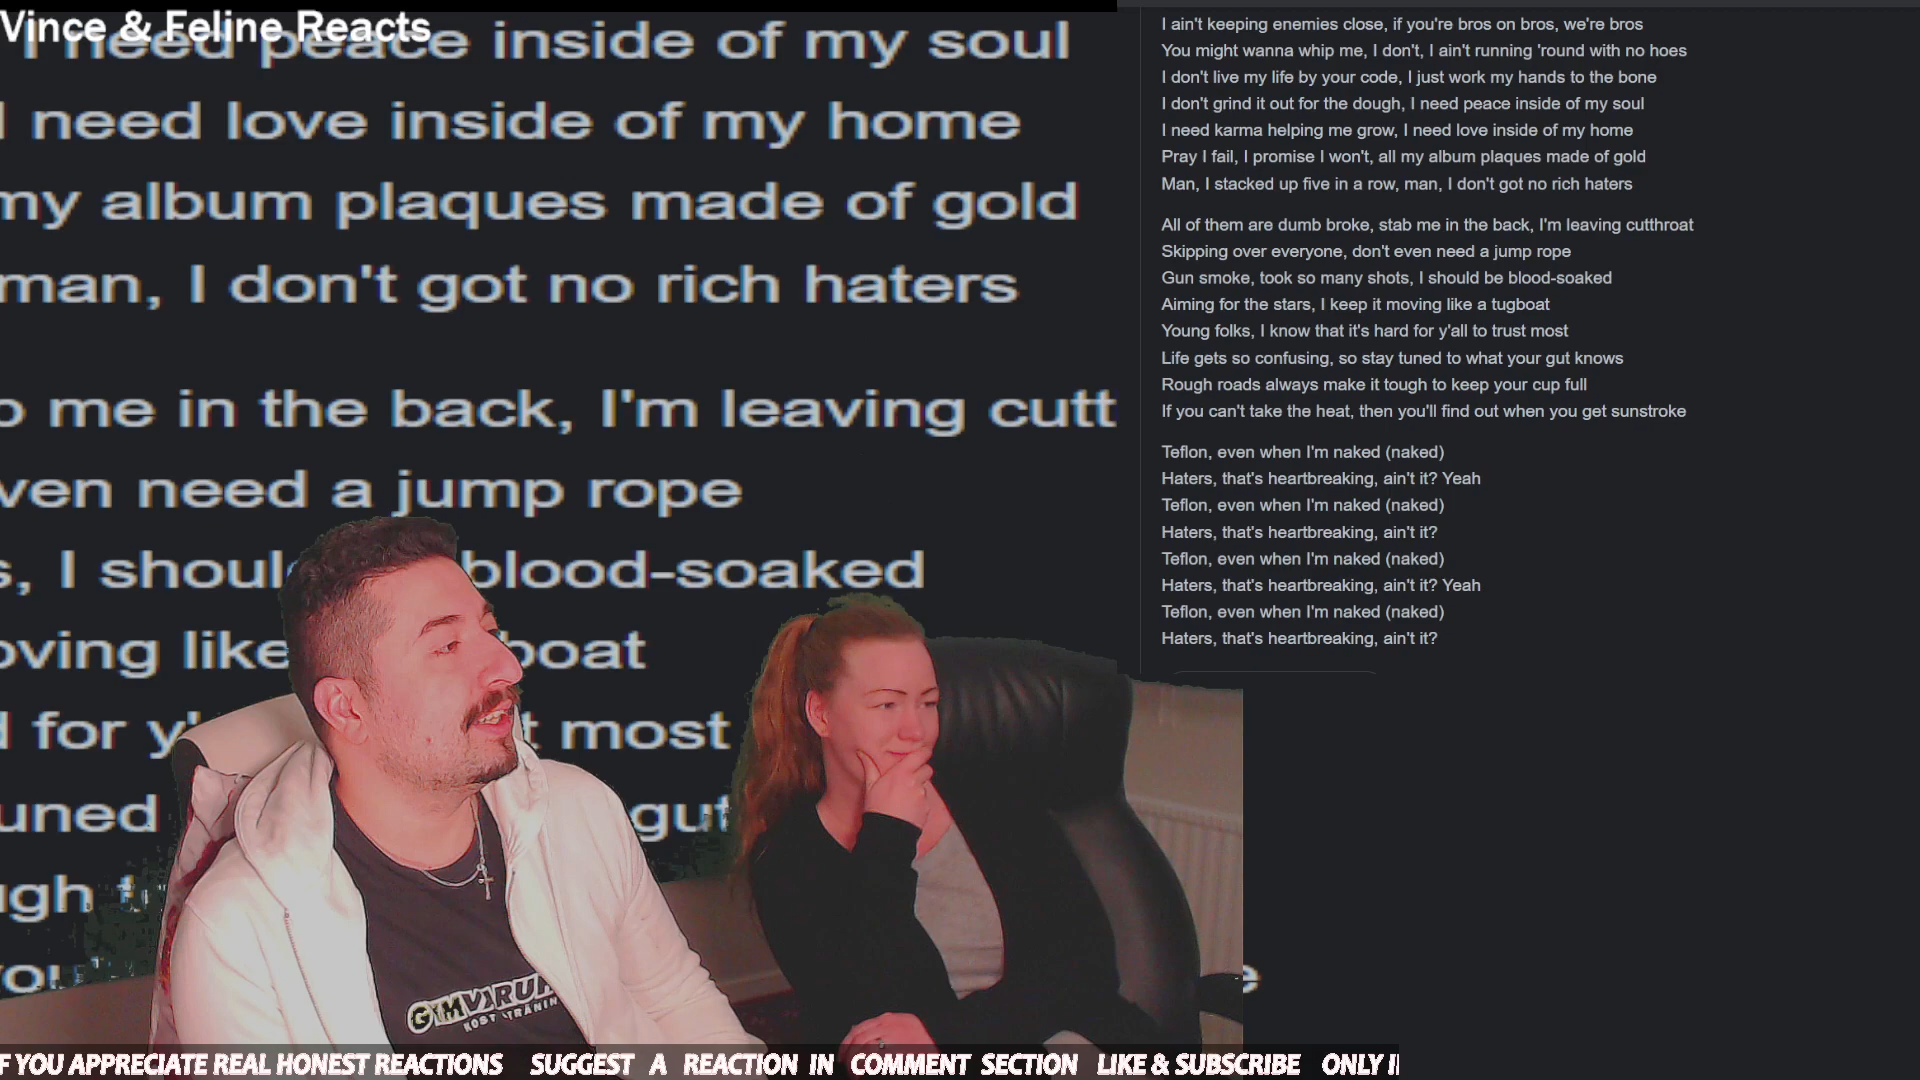 Vince & Feline Reacts
I need peace inside of my soul
I need love inside of my home
my album plaques made of gold
man, I don't got no rich haters
me in the back, I'm leaving cutt
ven need a jump rope
s, I shoul blood-soaked
oving like boat
d for y' t most
uned gut
ugh
you
GYMVARU
KOST TRÄNIN
I ain't keeping enemies close, if you're bros on bros, we're bros
You might wanna whip me, I don't, I ain't running 'round with no hoes
I don't live my life by your code, I just work my hands to the bone
I don't grind it out for the dough, I need peace inside of my soul
I need karma helping me grow, I need love inside of my home
Pray I fail, I promise I won't, all my album plaques made of gold
Man, I stacked up five in a row, man, I don't got no rich haters
All of them are dumb broke, stab me in the back, I'm leaving cutthroat
Skipping over everyone, don't even need a jump rope
Gun smoke, took so many shots, I should be blood-soaked
Aiming for the stars, I keep it moving like a tugboat
Young folks, I know that it's hard for y'all to trust most
Life gets so confusing, so stay tuned to what your gut knows
Rough roads always make it tough to keep your cup full
If you can't take the heat, then you'll find out when you get sunstroke
Teflon, even when I'm naked (naked)
Haters, that's heartbreaking, ain't it? Yeah
Teflon, even when I'm naked (naked)
Haters, that's heartbreaking, ain't it?
Teflon, even when I'm naked (naked)
Haters, that's heartbreaking, ain't it? Yeah
Teflon, even when I'm naked (naked)
Haters, that's heartbreaking, ain't it?
F YOU APPRECIATE REAL HONEST REACTIONS SUGGEST A REACTION IN COMMENT SECTION LIKE & SUBSCRIBE ONLY I